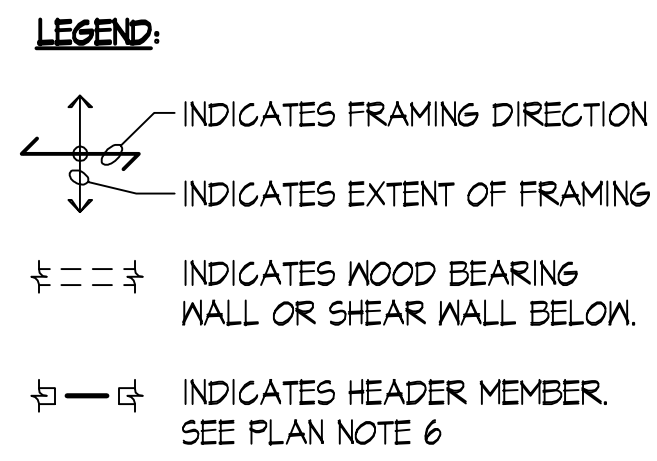 LEGEND:
INDICATES FRAMING DIRECTION
INDICATES EXTENT OF FRAMING
INDICATES WOOD BEARING
WALL OR SHEAR WALL BELOW.
INDICATES HEADER MEMBER.
SEE PLAN NOTE 6